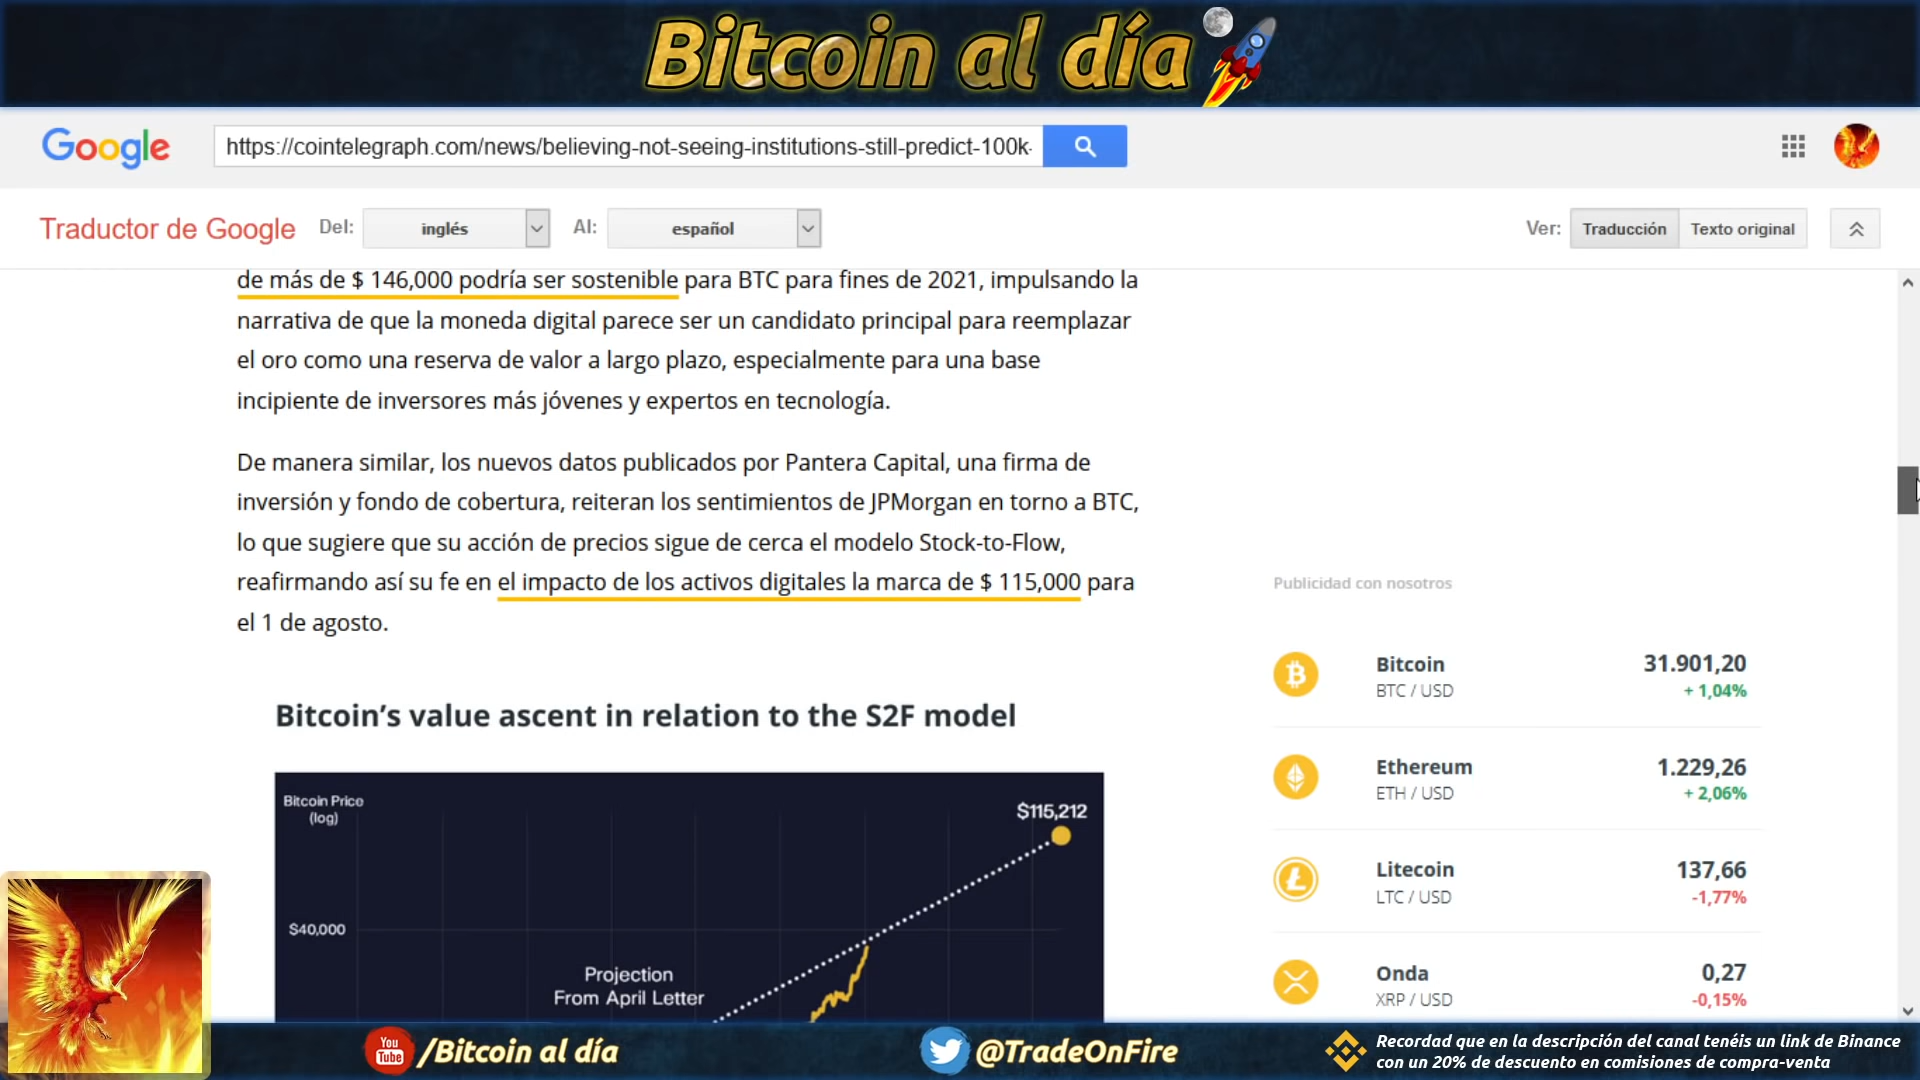 Bitcoin al día
Google
https://cointelegraph.com/news/believing-not-seeing-institutions-still-predict-100k-
Traductor de Google
Del:
inglés
Al:
español
Ver:
Traducción
Texto original
de más de $ 146,000 podría ser sostenible para BTC para fines de 2021, impulsando la
narrativa de que la moneda digital parece ser un candidato principal para reemplazar
el oro como una reserva de valor a largo plazo, especialmente para una base
incipiente de inversores más jóvenes y expertos en tecnología.
De manera similar, los nuevos datos publicados por Pantera Capital, una firma de
inversión y fondo de cobertura, reiteran los sentimientos de JPMorgan en torno a BTC,
lo que sugiere que su acción de precios sigue de cerca el modelo Stock-to-Flow,
reafirmando así su fe en el impacto de los activos digitales la marca de $ 115,000 para
el 1 de agosto.
Bitcoin's value ascent in relation to the S2F model
Bitcoin Price
(log)
$115,212
$40,000
Projection
From April Letter
Publicidad con nosotros
Bitcoin 31.901,20
BTC / USD + 1,04%
Ethereum 1.229,26
ETH / USD + 2,06%
Litecoin 137,66
LTC / USD -1,77%
Onda 0,27
XRP / USD -0,15%
You
Tube
/Bitcoin al día
@TradeOnFire
Recordad que en la descripción del canal tenéis un link de Binance
con un 20% de descuento en comisiones de compra-venta